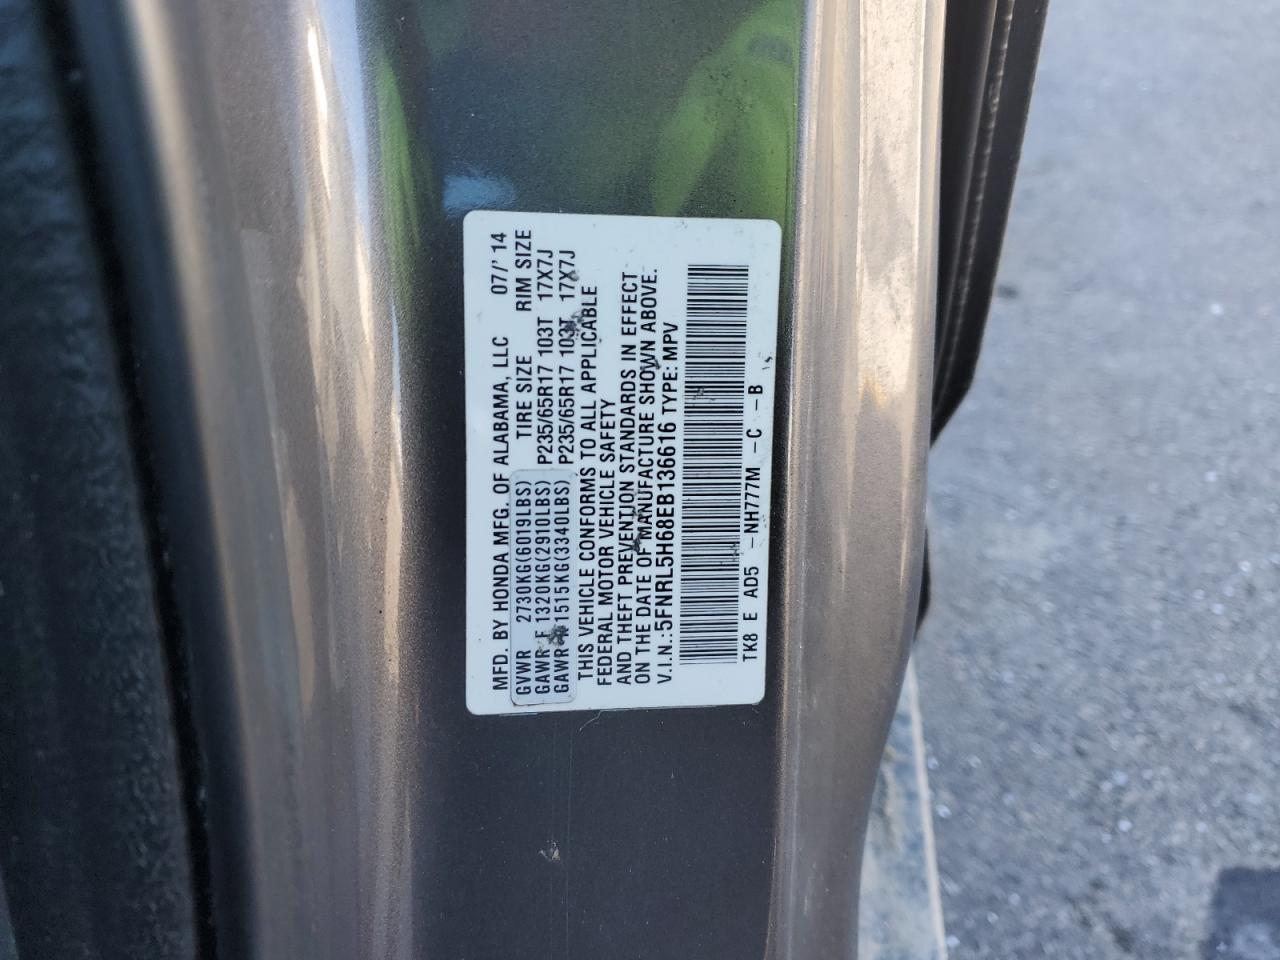 MFD. BY HONDA MFG. OF ALABAMA, LLC 07/'14
GVWR 2730KG(6019LBS) TIRE SIZE RIM SIZE
GAWR F 1320KG(2910LBS) P235/65R17 103T 17X7J
GAWR R 1515KG(3340LBS) P235/65R17 103T 17X7J
THIS VEHICLE CONFORMS TO ALL APPLICABLE
FEDERAL MOTOR VEHICLE SAFETY
AND THEFT PREVENTION STANDARDS IN EFFECT
ON THE DATE OF MANUFACTURE SHOWN ABOVE.
V.I.N.:5FNRL5H68EB136616 TYPE: MPV
TK8 E AD5 -NH777M -C -B